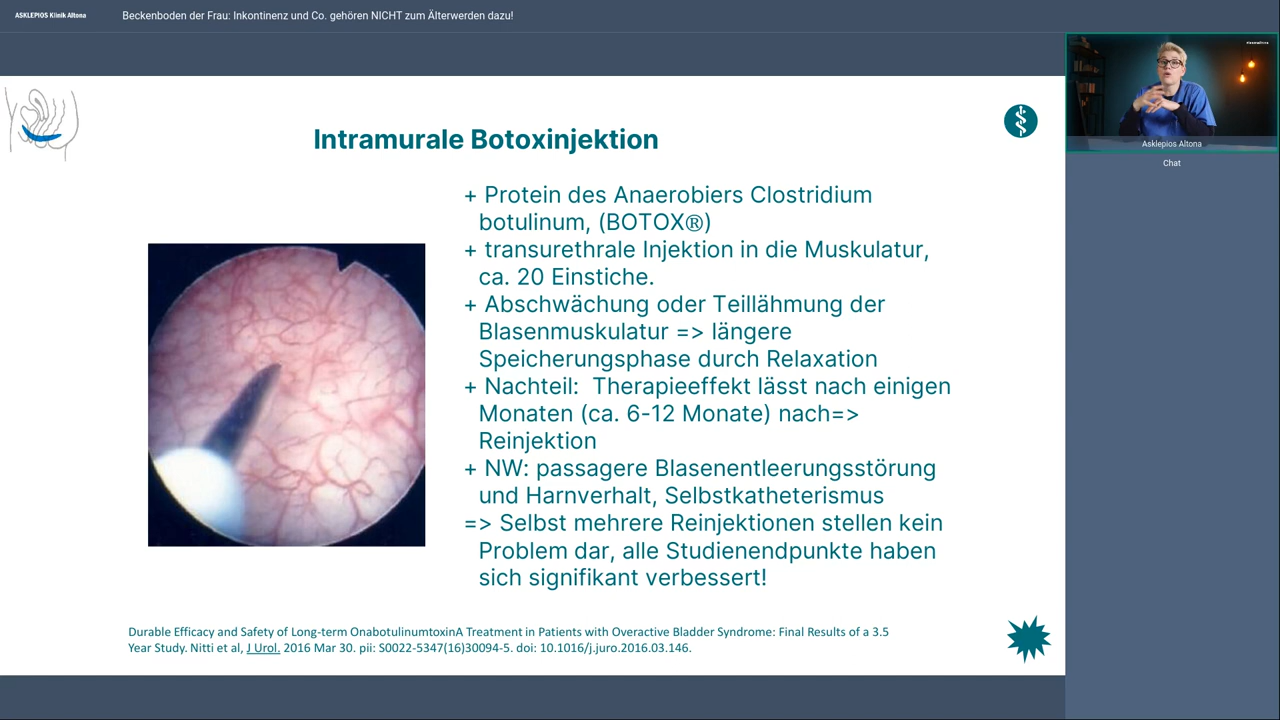 ASKLEPIOS Klinik Altona
Beckenboden der Frau: Inkontinenz und Co. gehören NICHT zum Älterwerden dazu!
Asklepios Altona
Chat
Intramurale Botoxinjektion
+ Protein des Anaerobiers Clostridium
botulinum, (BOTOX®)
+ transurethrale Injektion in die Muskulatur,
ca. 20 Einstiche.
+ Abschwächung oder Teillähmung der
Blasenmuskulatur => längere
Speicherungsphase durch Relaxation
+ Nachteil:  Therapieeffekt lässt nach einigen
Monaten (ca. 6-12 Monate) nach=>
Reinjektion
+ NW: passagere Blasenentleerungsstörung
und Harnverhalt, Selbstkatheterismus
=> Selbst mehrere Reinjektionen stellen kein
Problem dar, alle Studienendpunkte haben
sich signifikant verbessert!
Durable Efficacy and Safety of Long-term OnabotulinumtoxinA Treatment in Patients with Overactive Bladder Syndrome: Final Results of a 3.5
Year Study. Nitti et al, J Urol. 2016 Mar 30. pii: S0022-5347(16)30094-5. doi: 10.1016/j.juro.2016.03.146.